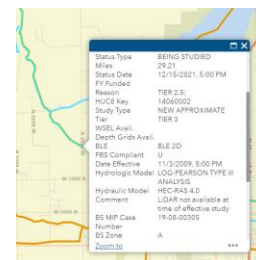 Status Type BEING STUDIED
Miles 29.21
Status Date 12/15/2021, 5:00 PM
FY Funded
Reason TIER 2.5;
HUC8 Key 14060002
Study Type NEW APPROXIMATE
Tier TIER 3
WSEL Avail.
Depth Grids Avail.
BLE BLE 2D
FBS Compliant U
Date Effective 11/3/2009, 5:00 PM
Hydrologic Model LOG-PEARSON TYPE III
ANALYSIS
Hydraulic Model HEC-RAS 4.0
Comment LiDAR not available at
time of effective study
BS MIP Case 19-08-0030S
Number
BS Zone A
Zoom to